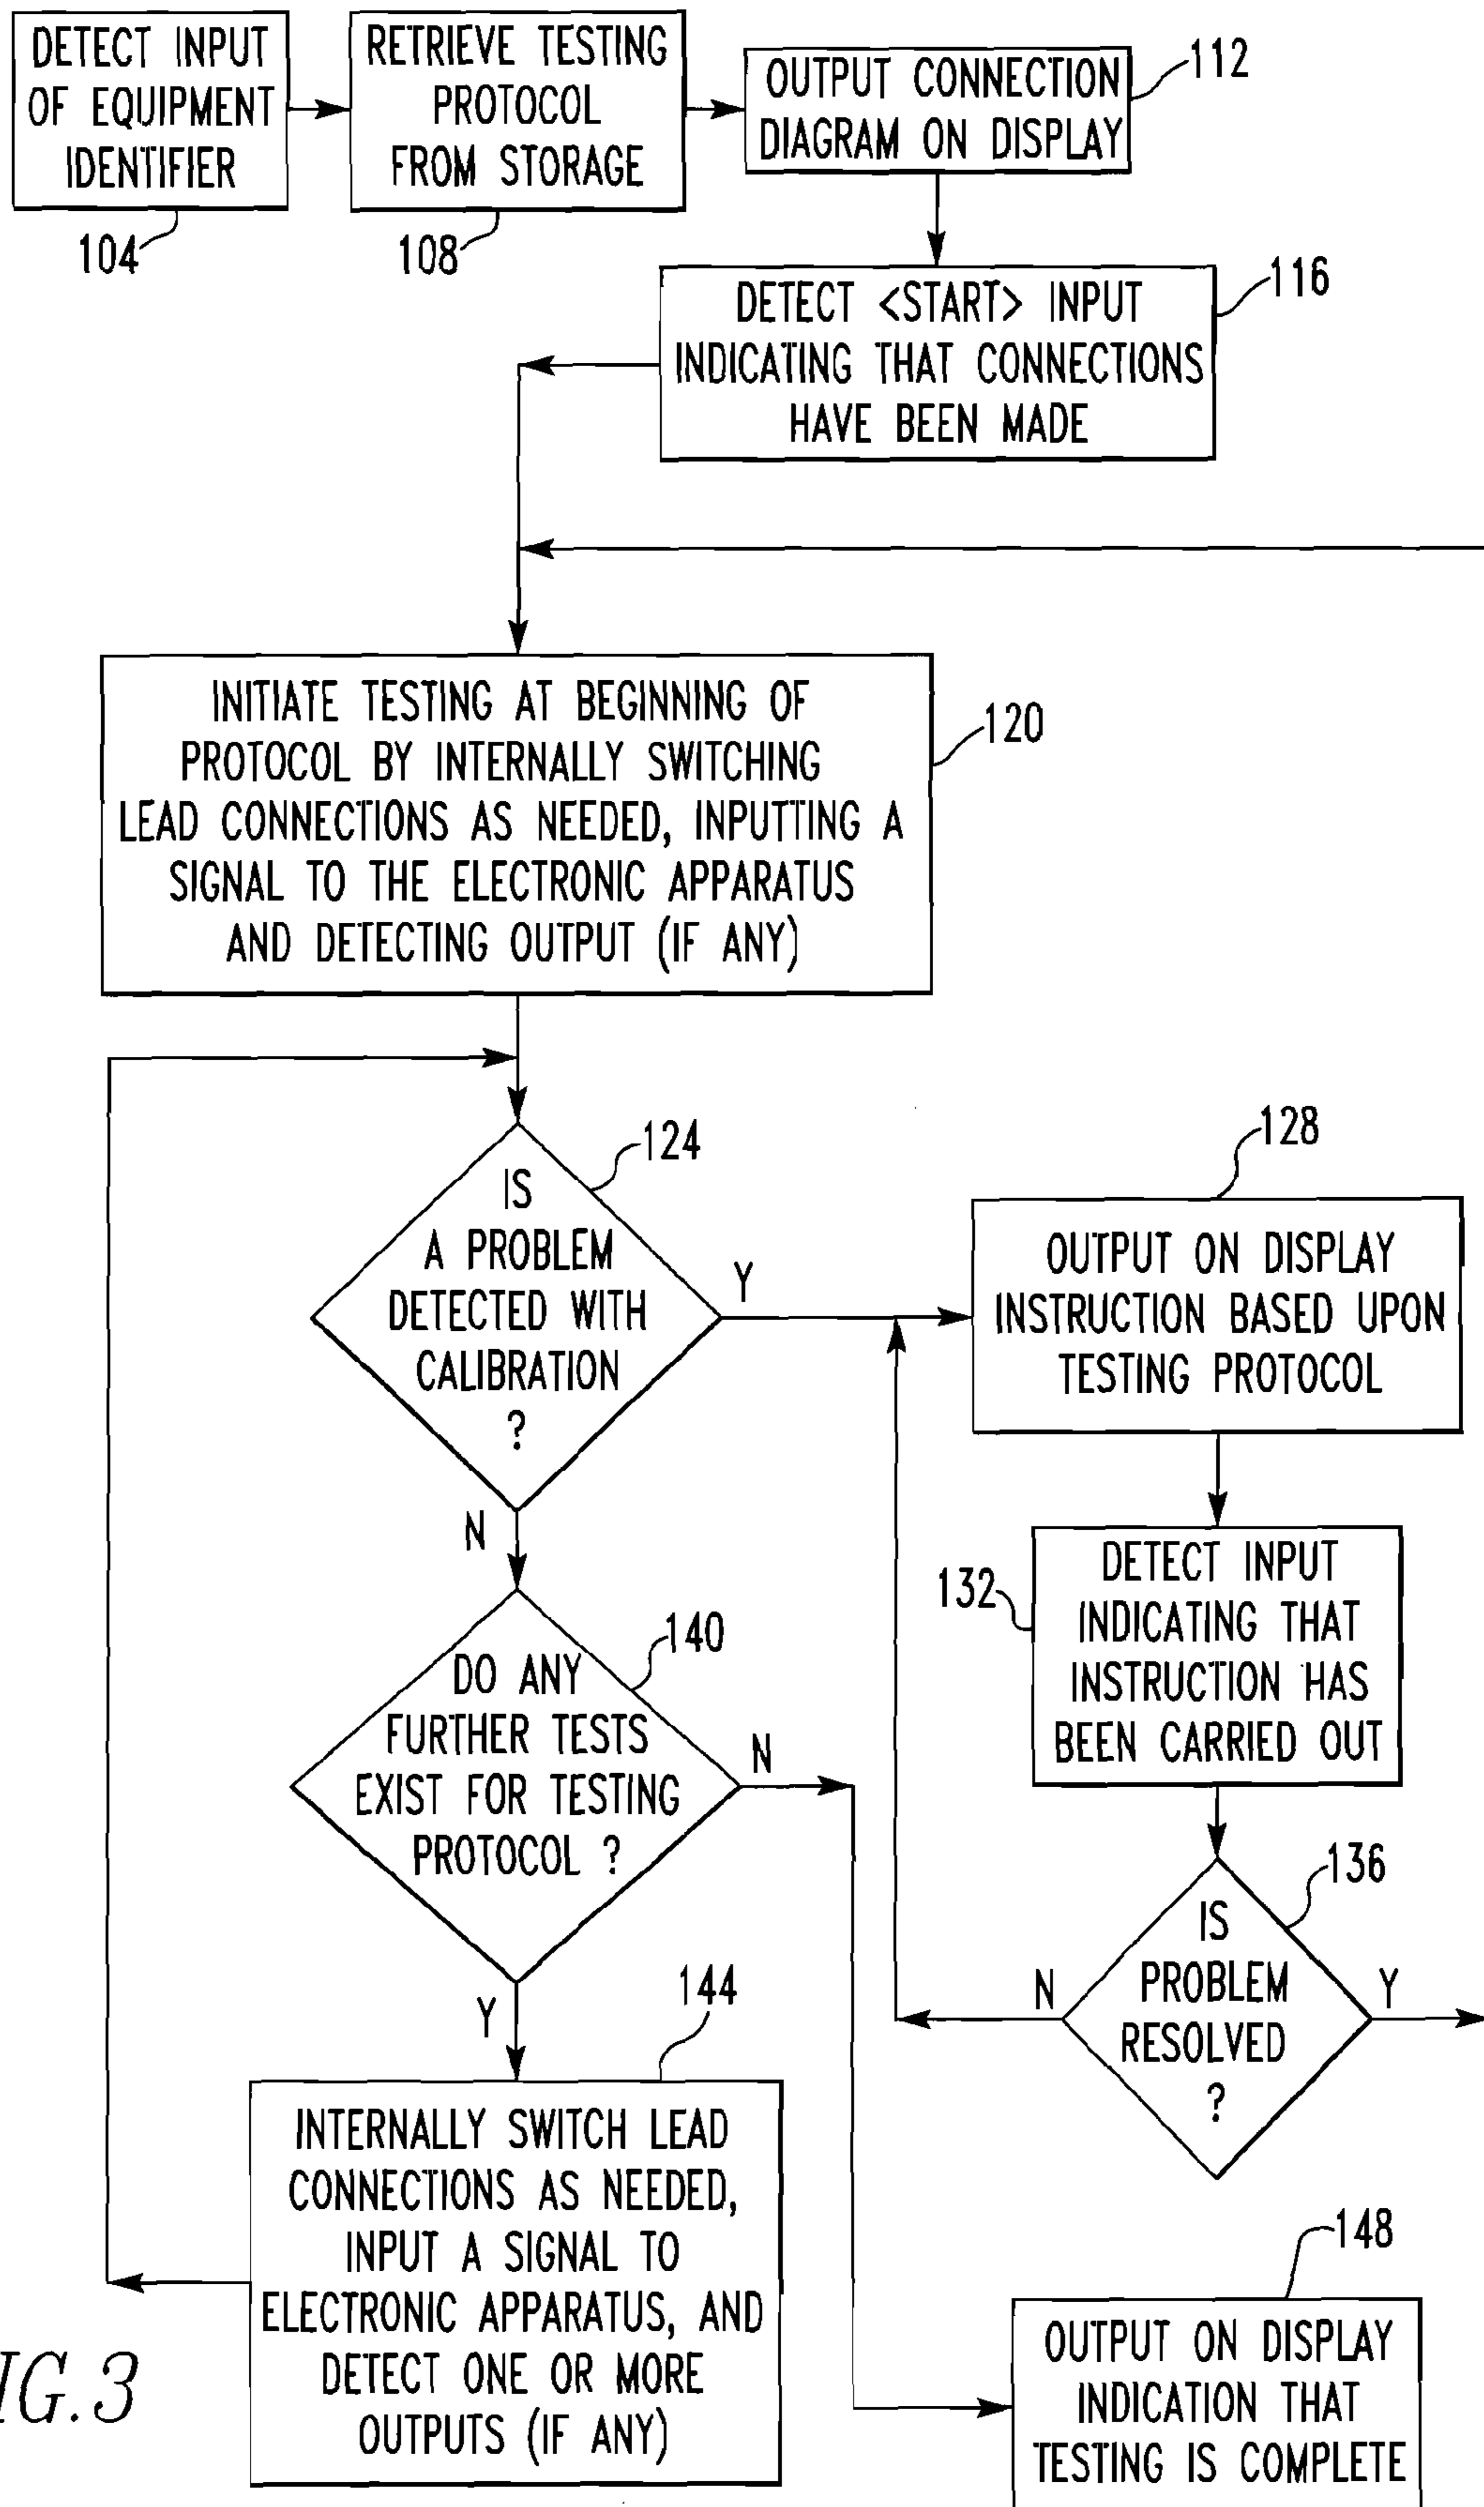 DETECT INPUT
OF EQUIPMENT
IDENTIFIER
104
RETRIEVE TESTING
PROTOCOL
FROM STORAGE
108
OUTPUT CONNECTION
DIAGRAM ON DISPLAY
112
DETECT <START> INPUT
INDICATING THAT CONNECTIONS
HAVE BEEN MADE
116
INITIATE TESTING AT BEGINNING OF
PROTOCOL BY INTERNALLY SWITCHING
LEAD CONNECTIONS AS NEEDED, INPUTTING A
SIGNAL TO THE ELECTRONIC APPARATUS
AND DETECTING OUTPUT (IF ANY)
120
IS
A PROBLEM
DETECTED WITH
CALIBRATION
?
124
Y
N
OUTPUT ON DISPLAY
INSTRUCTION BASED UPON
TESTING PROTOCOL
128
DETECT INPUT
INDICATING THAT
INSTRUCTION HAS
BEEN CARRIED OUT
132
DO ANY
FURTHER TESTS
EXIST FOR TESTING
PROTOCOL ?
140
N
Y
IS
PROBLEM
RESOLVED
?
136
N
Y
INTERNALLY SWITCH LEAD
CONNECTIONS AS NEEDED,
INPUT A SIGNAL TO
ELECTRONIC APPARATUS, AND
DETECT ONE OR MORE
OUTPUTS (IF ANY)
144
OUTPUT ON DISPLAY
INDICATION THAT
TESTING IS COMPLETE
148
IG. 3